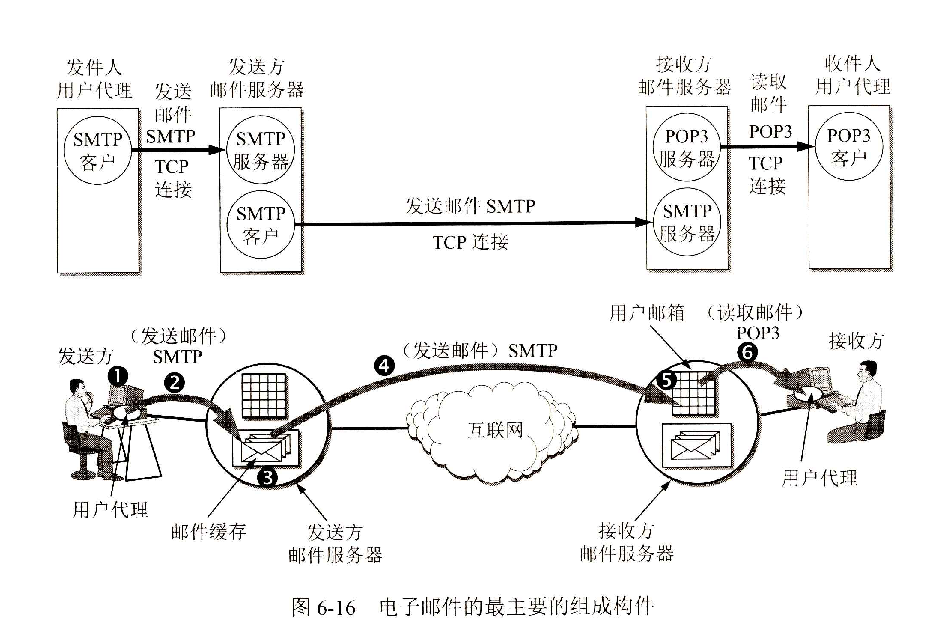 发件人
用户代理
发送
邮件
SMTP
TCP
连接
发送方
邮件服务器
接收方
邮件服务器
读取
邮件
POP3
TCP
连接
收件人
用户代理
SMTP
客户
SMTP
服务器
SMTP
客户
发送邮件 SMTP
TCP 连接
POP3
服务器
SMTP
服务器
POP3
客户
发送方
(发送邮件)
SMTP
(发送邮件) SMTP
用户邮箱
(读取邮件)
POP3
接收方
❶
❷
❸
❹
❺
❻
互联网
用户代理
邮件缓存
发送方
邮件服务器
接收方
邮件服务器
用户代理
图 6-16 电子邮件的最主要的组成构件